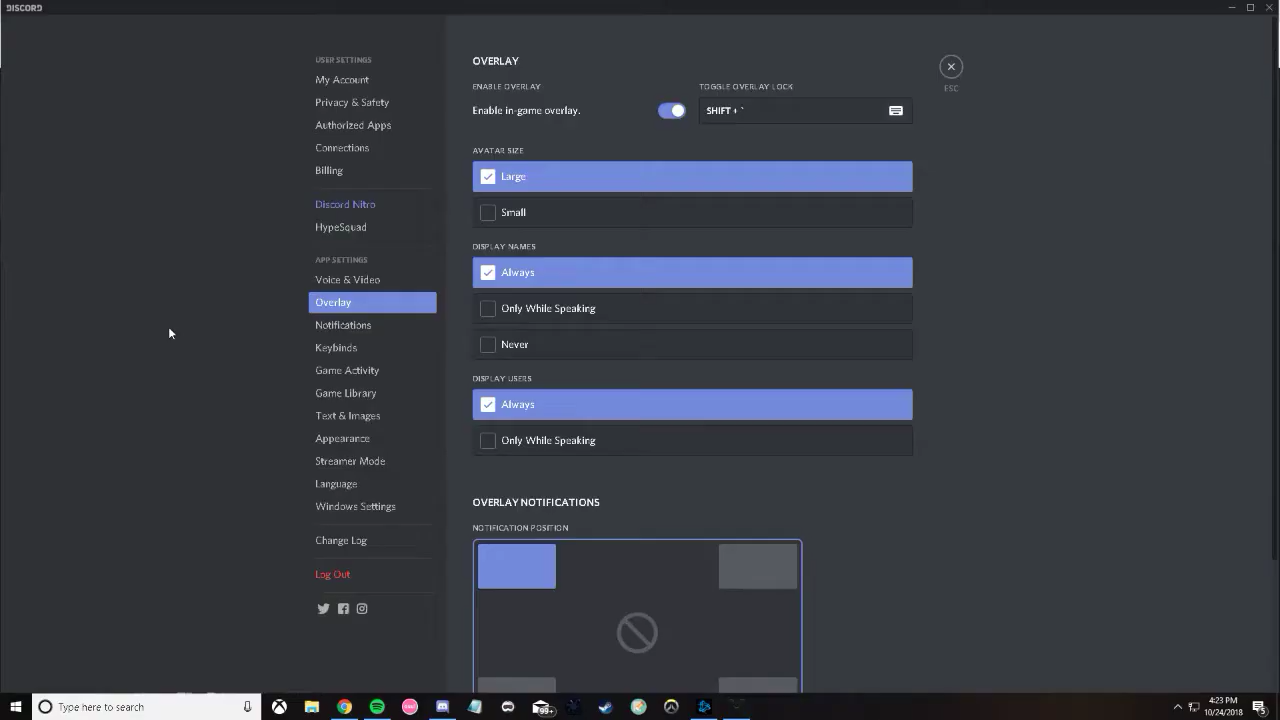 DISCORD
USER SETTINGS
My Account
Privacy & Safety
Authorized Apps
Connections
Billing
Discord Nitro
HypeSquad
APP SETTINGS
Voice & Video
Overlay
Notifications
Keybinds
Game Activity
Game Library
Text & Images
Appearance
Streamer Mode
Language
Windows Settings
Change Log
Log Out
OVERLAY
ENABLE OVERLAY
Enable in-game overlay.
TOGGLE OVERLAY LOCK
SHIFT + `
ESC
AVATAR SIZE
Large
Small
DISPLAY NAMES
Always
Only While Speaking
Never
DISPLAY USERS
Always
Only While Speaking
OVERLAY NOTIFICATIONS
NOTIFICATION POSITION
Type here to search
99+
4:23 PM
10/24/2018